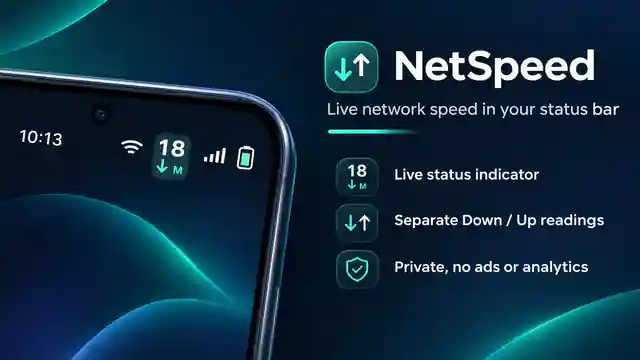 10:13
18
M
NetSpeed
Live network speed in your status bar
18
M
Live status indicator
Separate Down / Up readings
Private, no ads or analytics